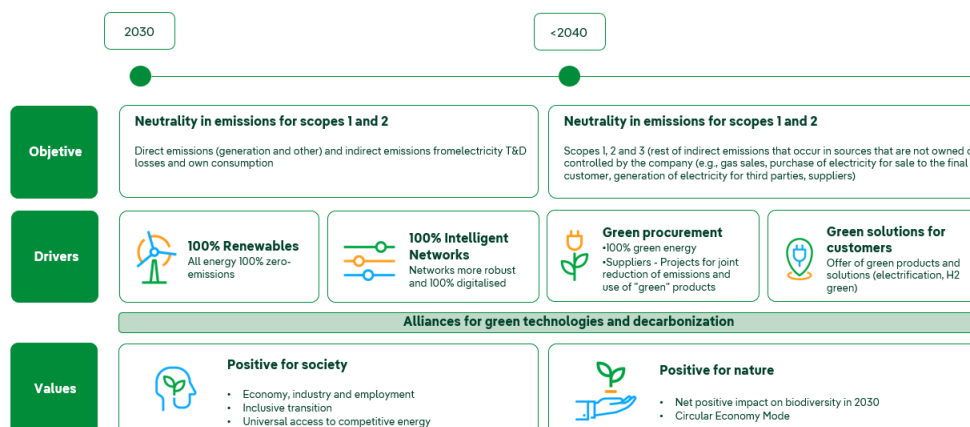 2030
<2040
Objetive
Neutrality in emissions for scopes 1 and 2
Direct emissions (generation and other) and indirect emissions fromelectricity T&D
losses and own consumption
Neutrality in emissions for scopes 1 and 2
Scopes 1, 2 and 3 (rest of indirect emissions that occur in sources that are not owned
controlled by the company (e.g., gas sales, purchase of electricity for sale to the final
customer, generation of electricity for third parties, suppliers)
Drivers
100% Renewables
All energy 100% zero-
emissions
100% Intelligent
Networks
Networks more robust
and 100% digitalised
Green procurement
•100% green energy
•Suppliers - Projects for joint
reduction of emissions and
use of "green" products
Green solutions for
customers
Offer of green products and
solutions (electrification, H2
green)
Alliances for green technologies and decarbonization
Values
Positive for society
• Economy, industry and employment
• Inclusive transition
• Universal access to competitive energy
Positive for nature
• Net positive impact on biodiversity in 2030
• Circular Economy Mode